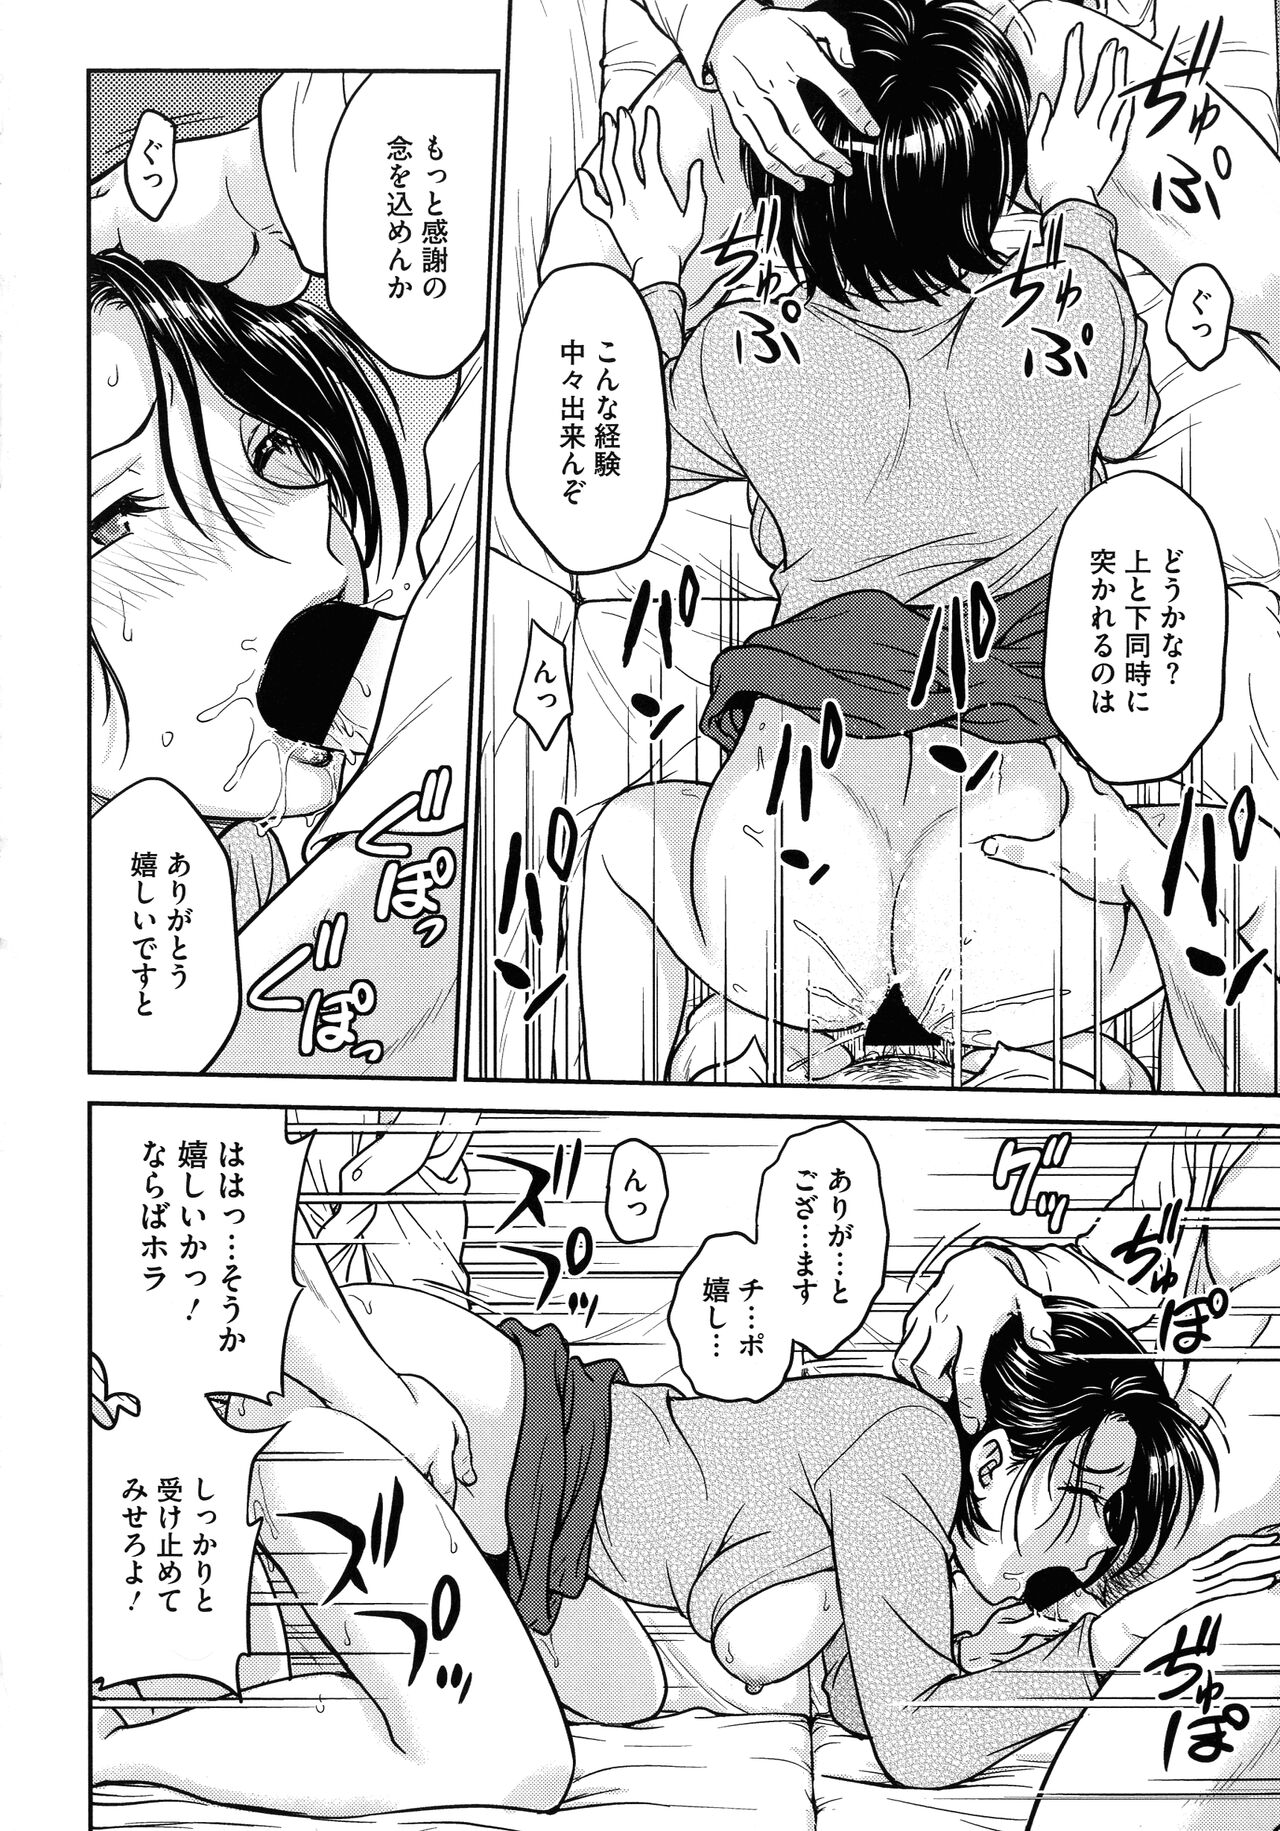 ぢゅ
ぷ
ぐっ
ぢゅ
ぷ
ぢゅ
ぷ
どうかな？
上と下同時に
突かれるのは
こんな経験
中々出来んぞ
パン
パン
パン
パン
んっ
もっと感謝の
念を込めんか
ぐっ
ぐぽっ
ぐぽっ
ありがとう
嬉しいですと
グッ
ぢゅぽ
ありが…と
ござ…ます
チ…ポ
嬉し…
んっ
ズプッ
ぢゅぽ
ズプッ
ははっ…そうか
嬉しいかっ！
ならばホラ
しっかりと
受け止めて
みせろよ！